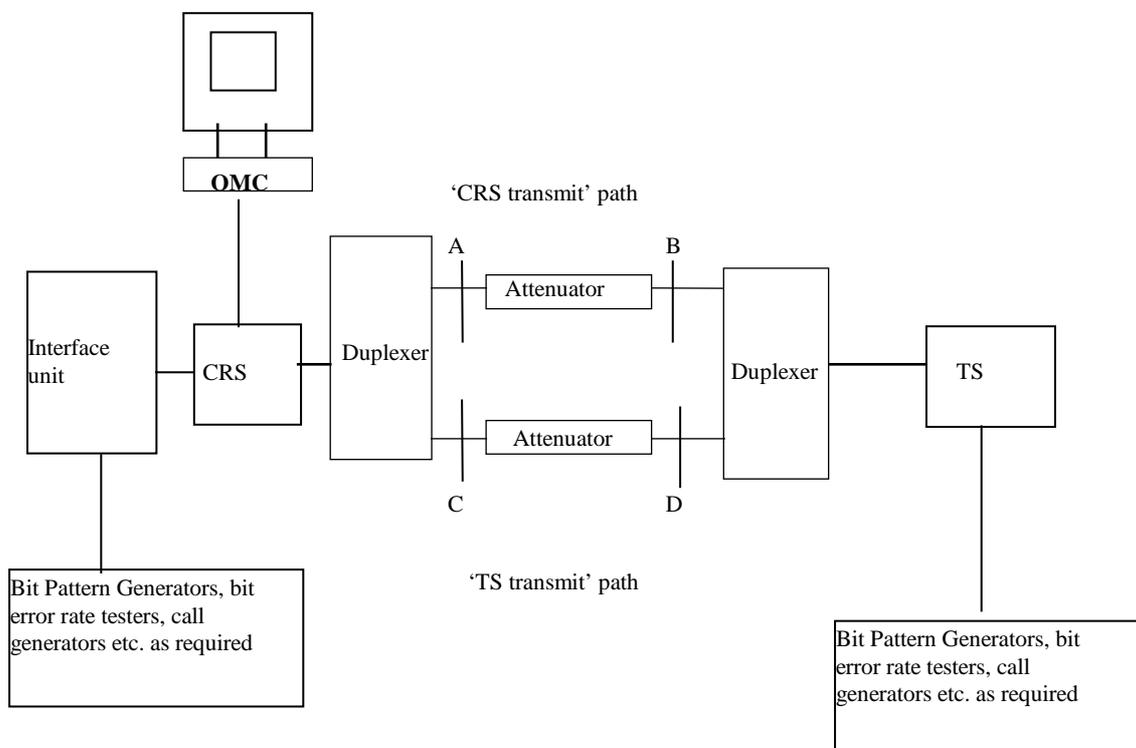 OMC
‘CRS transmit’ path
A
B
Attenuator
Interface
unit
CRS
Duplexer
Duplexer
TS
Attenuator
C
D
‘TS transmit’ path
Bit Pattern Generators, bit
error rate testers, call
generators etc. as required
Bit Pattern Generators, bit
error rate testers, call
generators etc. as required